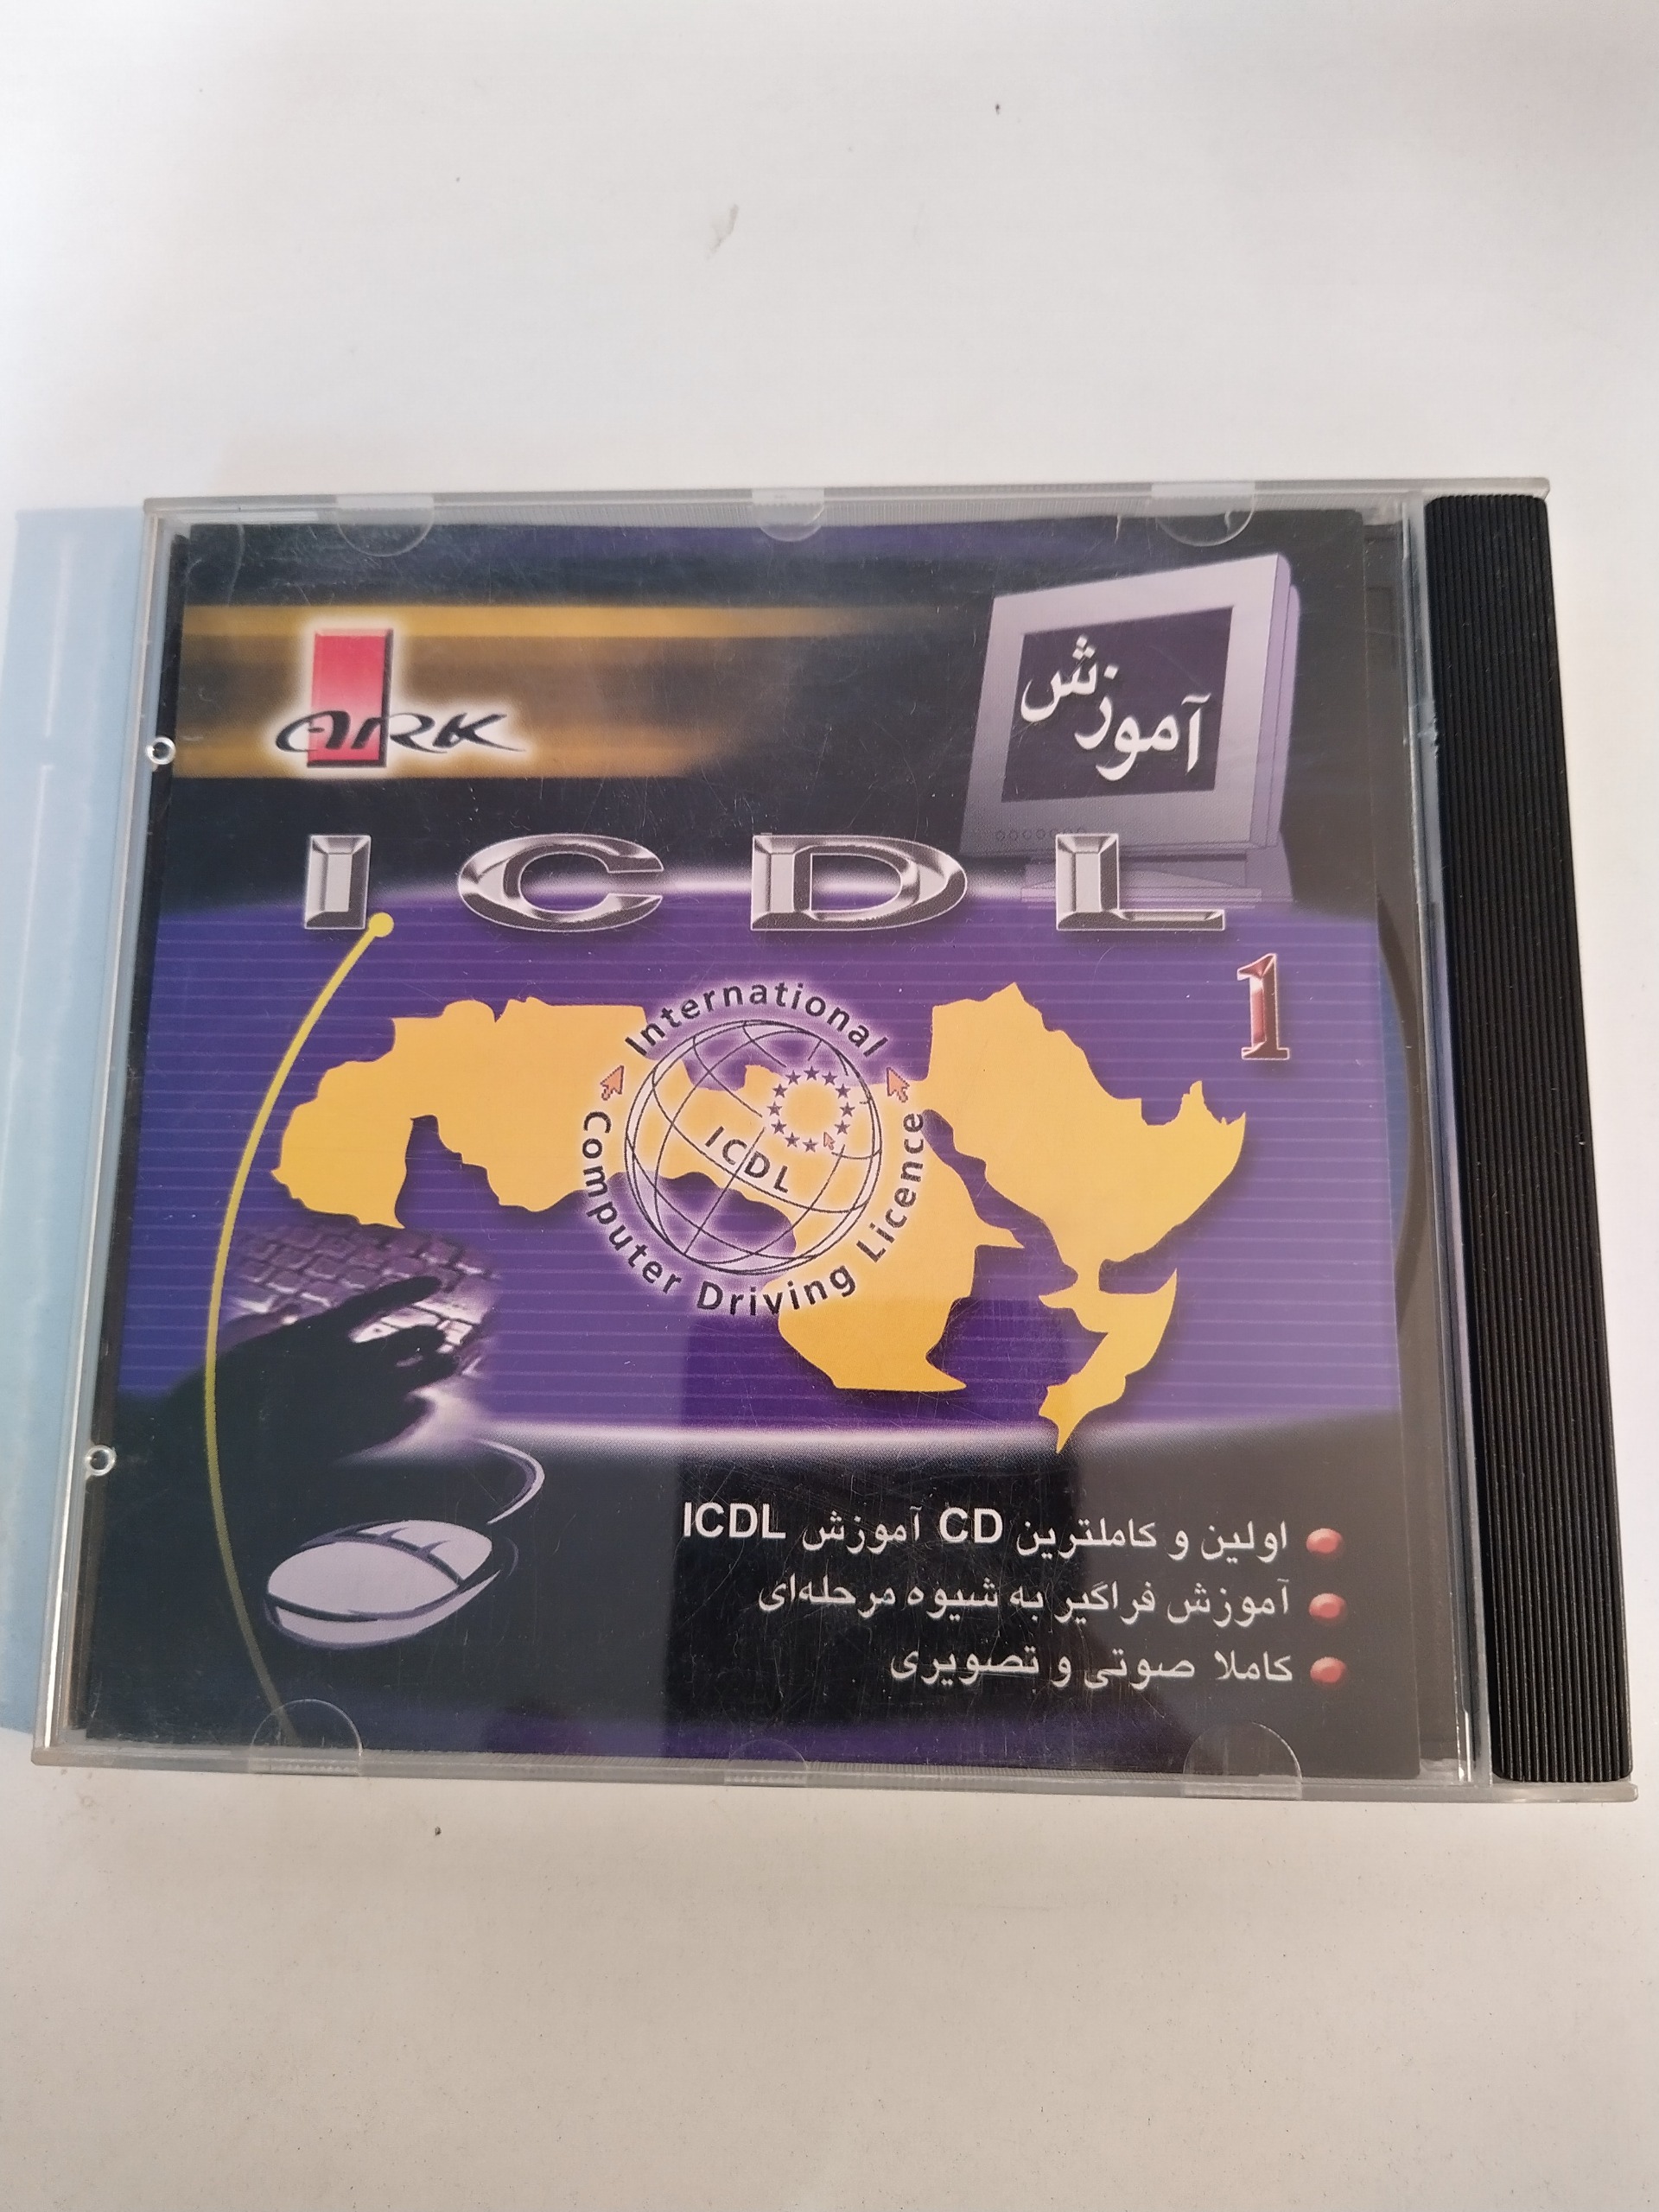 ARK
آموزش
ICDL
1
International
Computer Driving Licence
ICDL
اولین و کاملترین CD آموزش ICDL
آموزش فراگیر به شیوه مرحله‌ای
کاملا صوتی و تصویری